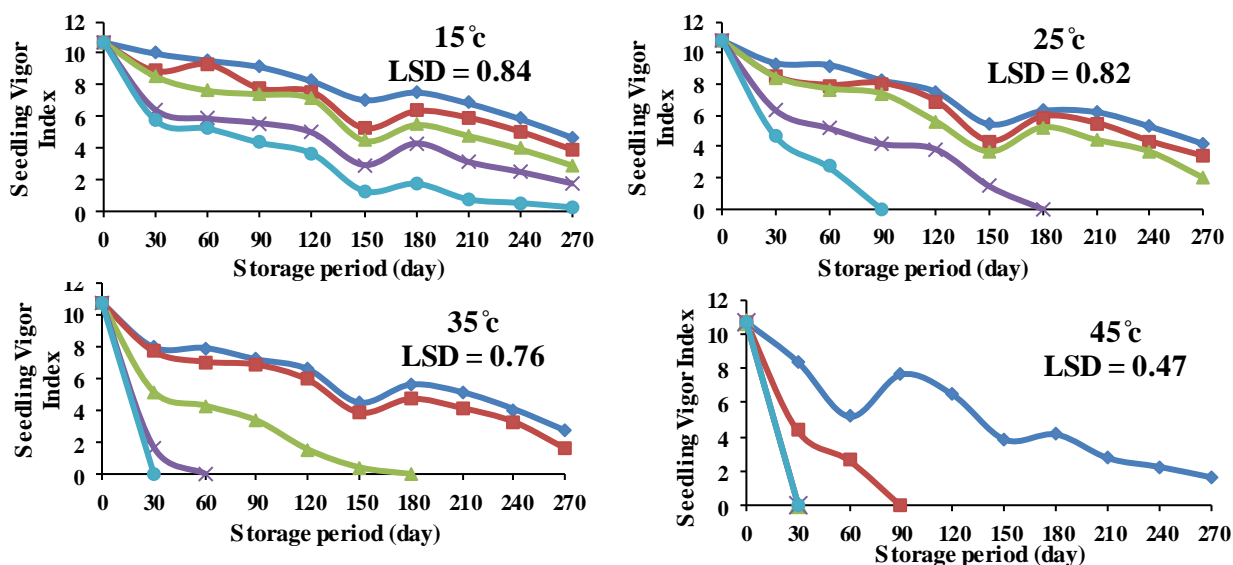 12
10
8
6
4
2
0
Seedling Vigor
Index
15°c
LSD = 0.84
0 30 60 90 120 150 180 210 240 270
Storage period (day)
12
10
8
6
4
2
0
Seedling Vigor
Index
25°c
LSD = 0.82
0 30 60 90 120 150 180 210 240 270
Storage period (day)
12
10
8
6
4
2
0
Seedling Vigor
Index
35°c
LSD = 0.76
0 30 60 90 120 150 180 210 240 270
Storage period (day)
12
10
8
6
4
2
0
Seedling Vigor Index
45°c
LSD = 0.47
0 30 60 90 120 150 180 210 240 270
Storage period (day)